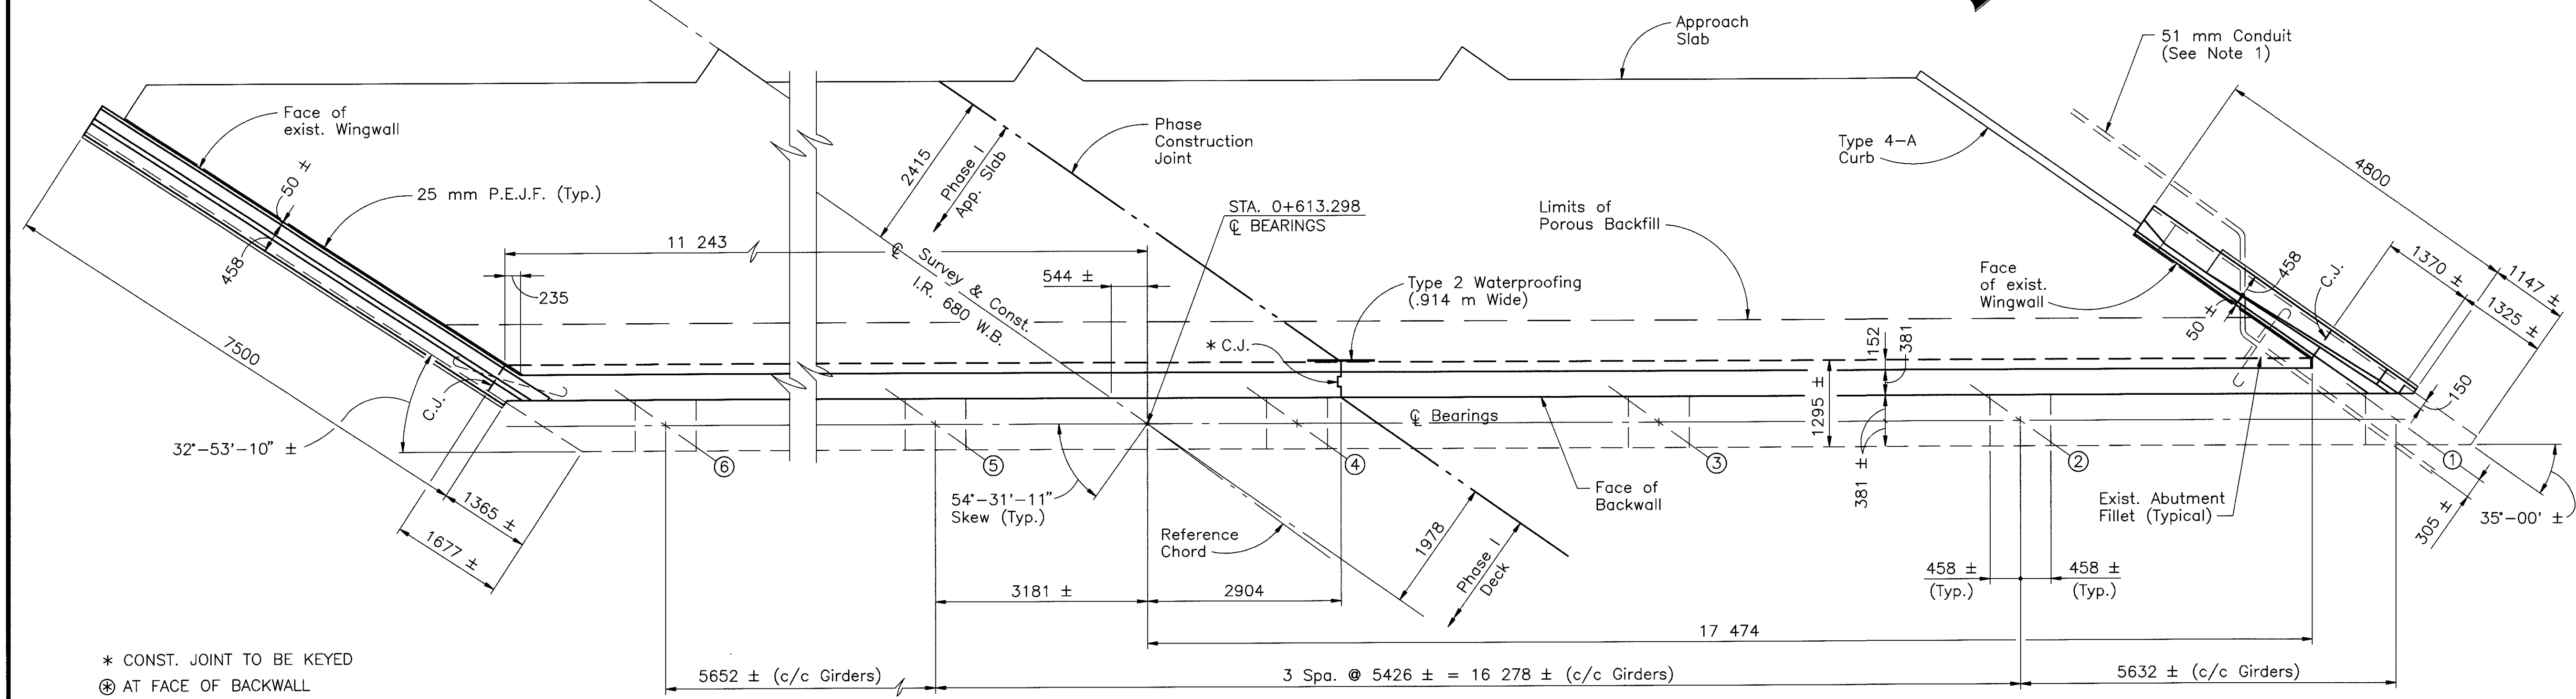 Approach
Slab
51 mm Conduit
(See Note 1)
Face of
exist. Wingwall
50 ±
25 mm P.E.J.F. (Typ.)
458
7500
2415
Phase I
App. Slab
Phase
Construction
Joint
Type 4-A
Curb
4800
STA. 0+613.298
℄ BEARINGS
Limits of
Porous Backfill
11 243
℄ Survey & Const.
I.R. 680 W.B.
544 ±
235
Type 2 Waterproofing
(.914 m Wide)
Face
of exist.
Wingwall
458
C.J.
1370 ±
1147 ±
1325 ±
50 ±
* C.J.
152
381
1295 ±
150
C.J.
℄ Bearings
32°-53'-10" ±
⑥
⑤
④
③
②
①
381 ±
54°-31'-11"
Skew (Typ.)
1365 ±
1677 ±
Reference
Chord
1978
Phase I
Deck
Face of
Backwall
Exist. Abutment
Fillet (Typical)
305 ±
35°-00' ±
3181 ±
2904
458 ±
(Typ.)
458 ±
(Typ.)
17 474
* CONST. JOINT TO BE KEYED
⊛ AT FACE OF BACKWALL
5652 ± (c/c Girders)
3 Spa. @ 5426 ± = 16 278 ± (c/c Girders)
5632 ± (c/c Girders)